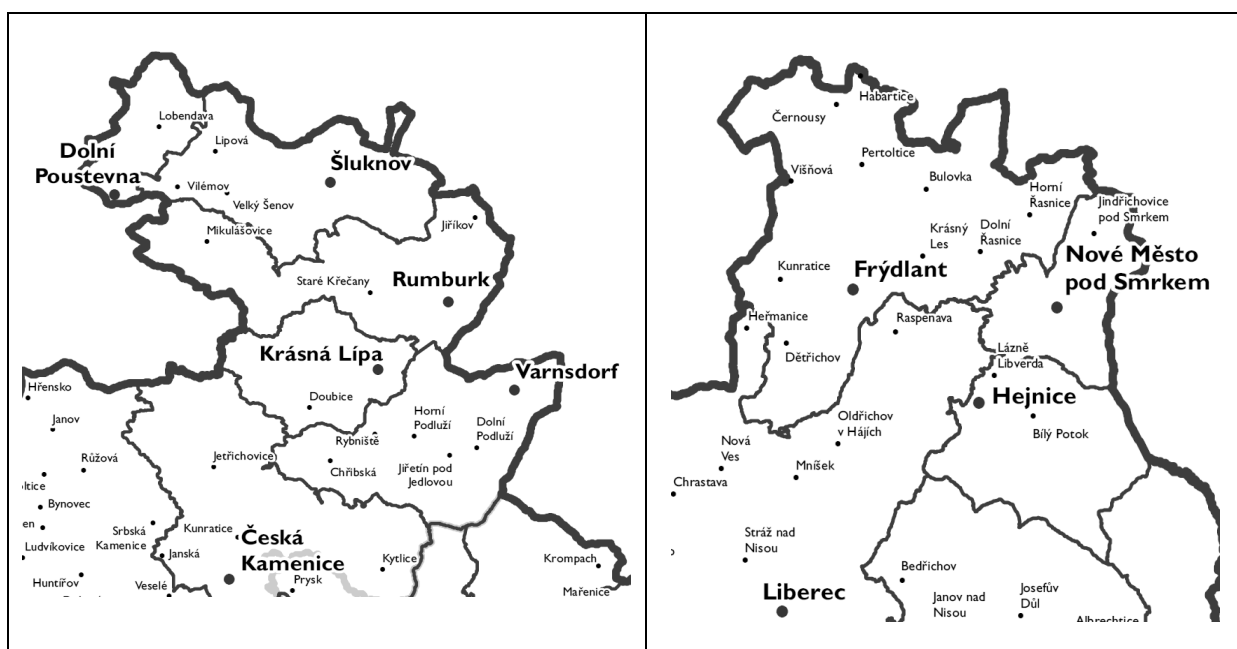 Lobendava
Lipová
Dolní
Poustevna
Šluknov
Vilémov
Velký Šenov
Jiříkov
Mikulášovice
Staré Křečany
Rumburk
Krásná Lípa
Varnsdorf
Hřensko
Doubice
Janov
Horní
Podluží
Dolní
Podluží
Rybniště
Růžová
Jetřichovice
Chřibská
Jiřetín pod
Jedlovou
ltice
Bynovec
en
Srbská
Kamenice
Kunratice
Česká
Kamenice
Ludvíkovice
Janská
Kytlice
Krompach
Huntířov
Veselé
Prysk
Mařenice
Habartice
Černousy
Pertoltice
Višňová
Bulovka
Horní
Řasnice
Jindřichovice
pod Smrkem
Krásný
Les
Dolní
Řasnice
Nové Město
pod Smrkem
Kunratice
Frýdlant
Heřmanice
Raspenava
Dětřichov
Lázně
Libverda
Hejnice
Oldřichov
v Hájích
Bílý Potok
Nová
Ves
Mníšek
Chrastava
Stráž nad
Nisou
Bedřichov
Liberec
Janov nad
Nisou
Josefův
Důl
Albrechtice